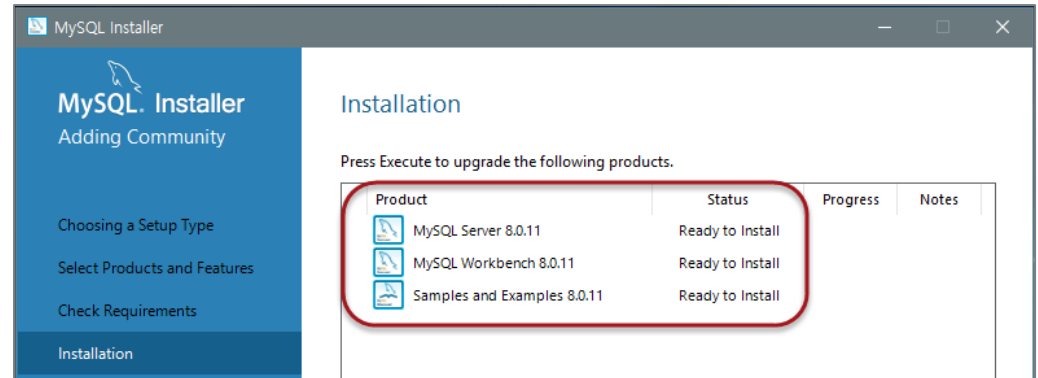 MySQL Installer
MySQL. Installer
Adding Community
Choosing a Setup Type
Select Products and Features
Check Requirements
Installation
Installation
Press Execute to upgrade the following products.
Product Status Progress Notes
MySQL Server 8.0.11 Ready to Install
MySQL Workbench 8.0.11 Ready to Install
Samples and Examples 8.0.11 Ready to Install